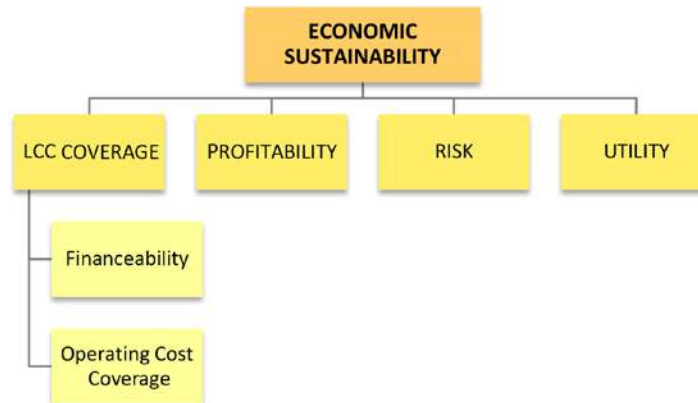 ECONOMIC
SUSTAINABILITY
LCC COVERAGE
PROFITABILITY
RISK
UTILITY
Financeability
Operating Cost
Coverage